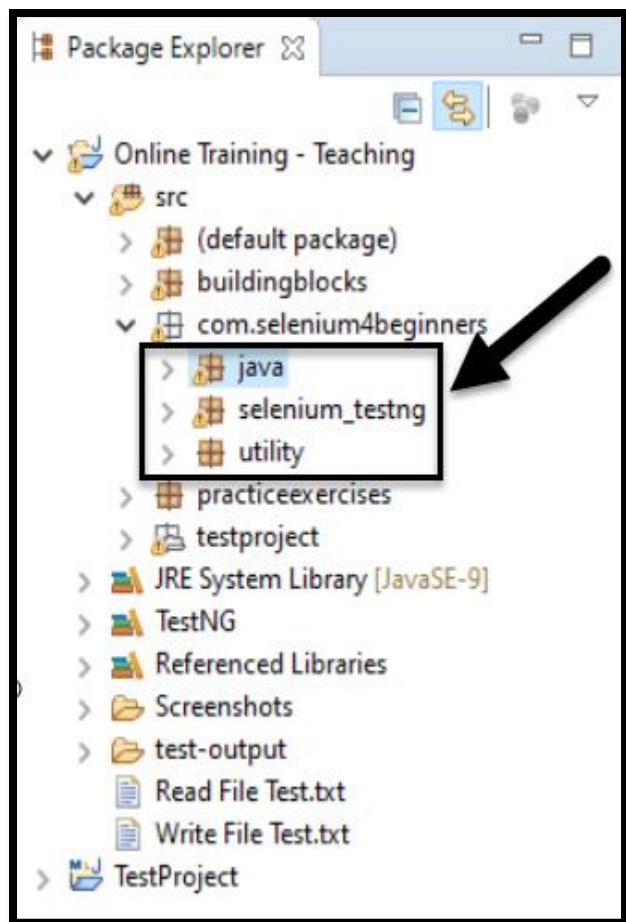 Package Explorer
Online Training - Teaching
src
(default package)
buildingblocks
com.selenium4beginners
java
selenium_testng
utility
practiceexercises
testproject
JRE System Library [JavaSE-9]
TestNG
Referenced Libraries
Screenshots
test-output
Read File Test.txt
Write File Test.txt
TestProject